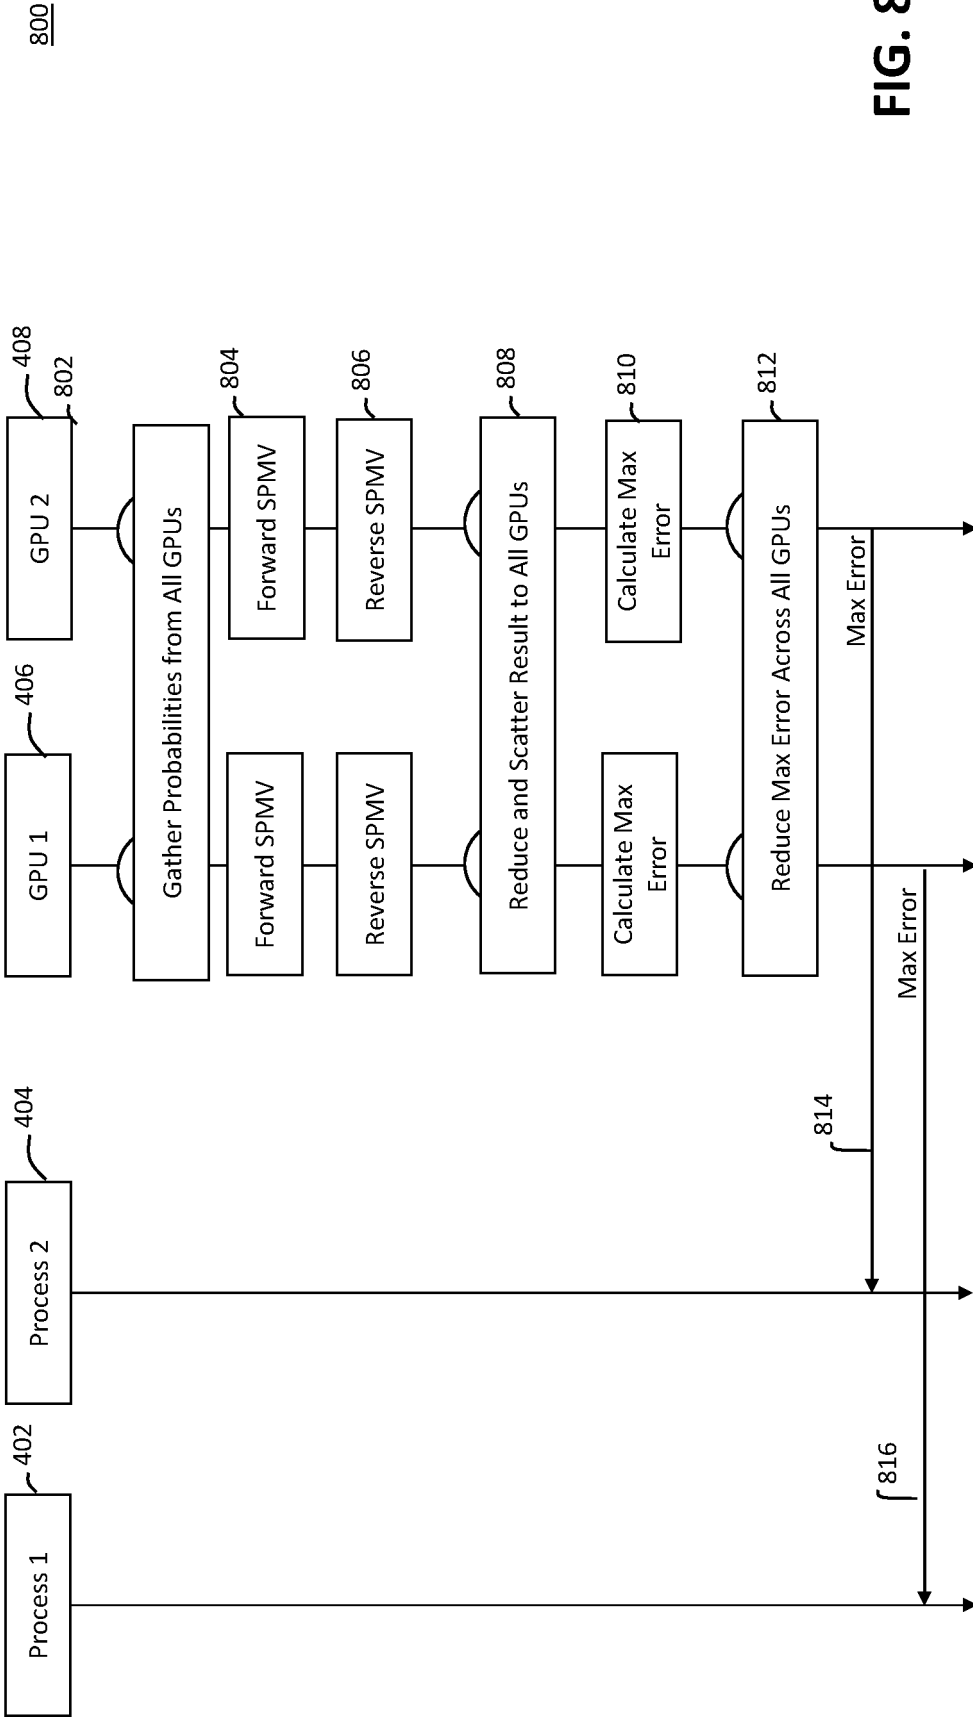 800
Process 1
402
Process 2
404
GPU 1
406
GPU 2
408
802
Gather Probabilities from All GPUs
Forward SPMV
Forward SPMV
804
Reverse SPMV
Reverse SPMV
806
Reduce and Scatter Result to All GPUs
808
Calculate Max
Error
Calculate Max
Error
810
Reduce Max Error Across All GPUs
812
814
Max Error
816
Max Error
FIG. 8